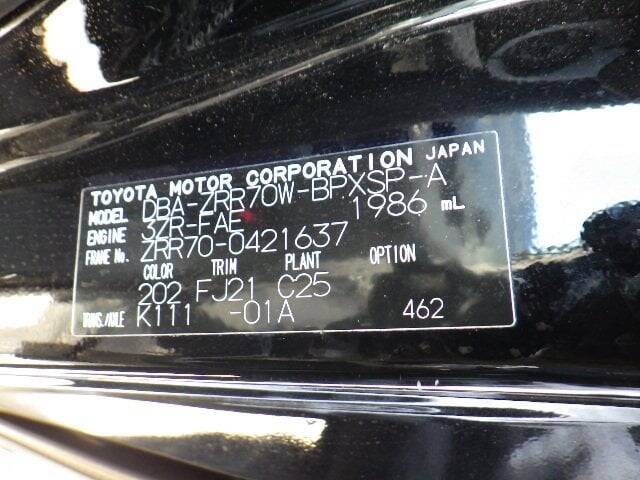 TOYOTA MOTOR CORPORATION JAPAN
MODEL DBA-ZRR70W-BPXSP-A
ENGINE 3ZR-FAE 1986 mL
FRAME No. ZRR70-0421637
COLOR TRIM PLANT OPTION
202 FJ21 C25
TRANS./AXLE K111 -01A 462